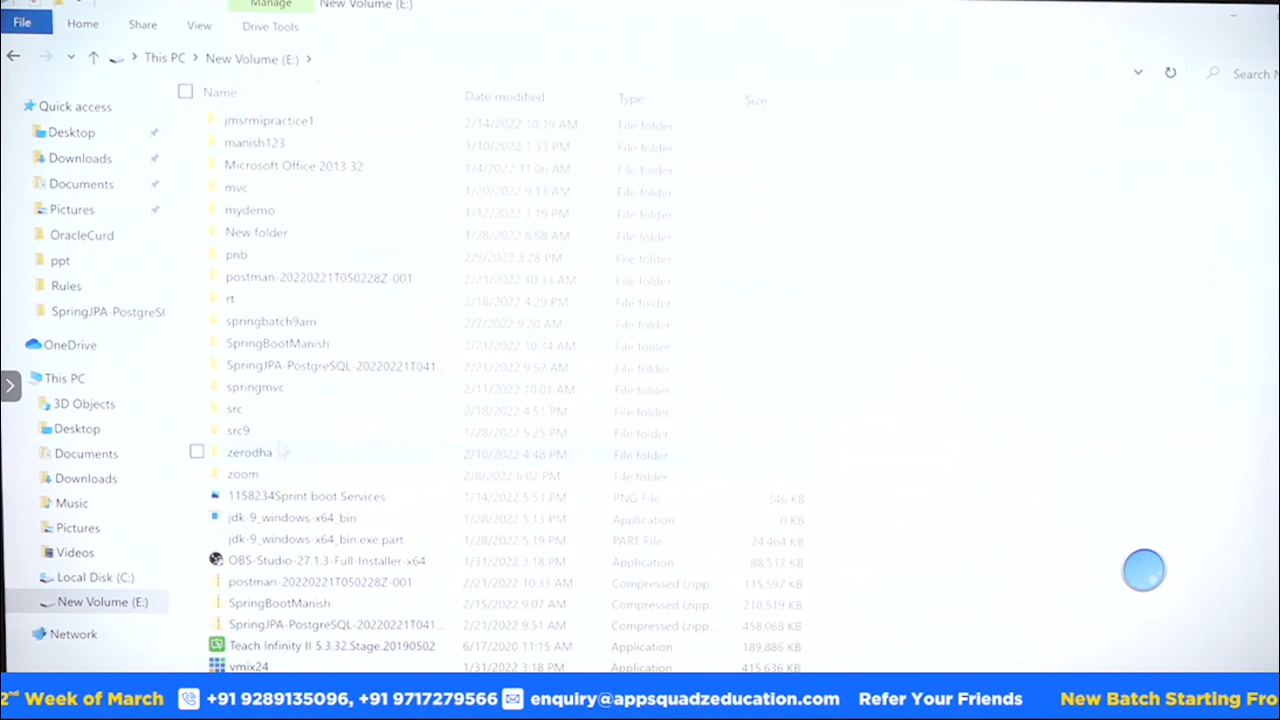 Manage New Volume (E:)
File Home Share View Drive Tools
This PC New Volume (E:)
Search
Name Date modified Type Size
Quick access
Desktop
Downloads
Documents
Pictures
OracleCurd
ppt
Rules
SpringJPA-PostgreS
OneDrive
This PC
3D Objects
Desktop
Documents
Downloads
Music
Pictures
Videos
Local Disk (C:)
New Volume (E:)
Network
jmsrmipractice1 2/14/2022 10:19 AM File folder
manish123 1/10/2022 1:33 PM File folder
Microsoft Office 2013 32 1/4/2022 11:06 AM File folder
mvc 1/20/2022 9:13 AM File folder
mydemo 1/12/2022 3:19 PM File folder
New folder 1/28/2022 8:58 AM File folder
pnb 2/9/2022 3:28 PM File folder
postman-20220221T050228Z-001 2/21/2022 10:33 AM File folder
rt 2/18/2022 4:29 PM File folder
springbatch9am 2/7/2022 9:20 AM File folder
SpringBootManish 2/21/2022 10:34 AM File folder
SpringJPA-PostgreSQL-20220221T041... 2/21/2022 9:52 AM File folder
springmvc 2/11/2022 10:01 AM File folder
src 2/18/2022 4:51 PM File folder
src9 1/28/2022 5:25 PM File folder
zerodha 2/10/2022 4:48 PM File folder
zoom 2/8/2022 6:02 PM File folder
1158234Sprint boot Services 1/14/2022 5:53 PM PNG File 346 KB
jdk-9_windows-x64_bin 1/28/2022 5:13 PM Application 0 KB
jdk-9_windows-x64_bin.exe.part 1/28/2022 5:19 PM PART File 24,464 KB
OBS-Studio-27.1.3-Full-Installer-x64 1/31/2022 3:18 PM Application 88,517 KB
postman-20220221T050228Z-001 2/21/2022 10:33 AM Compressed (zipp... 115,597 KB
SpringBootManish 2/15/2022 9:07 AM Compressed (zipp... 210,519 KB
SpringJPA-PostgreSQL-20220221T041... 2/21/2022 9:51 AM Compressed (zipp... 458,068 KB
Teach Infinity II 5.3.32.Stage.20190502 6/17/2020 11:15 AM Application 189,886 KB
vmix24 1/31/2022 3:18 PM Application 415,636 KB
2nd Week of March +91 9289135096, +91 9717279566 enquiry@appsquadzeducation.com Refer Your Friends New Batch Starting Fro